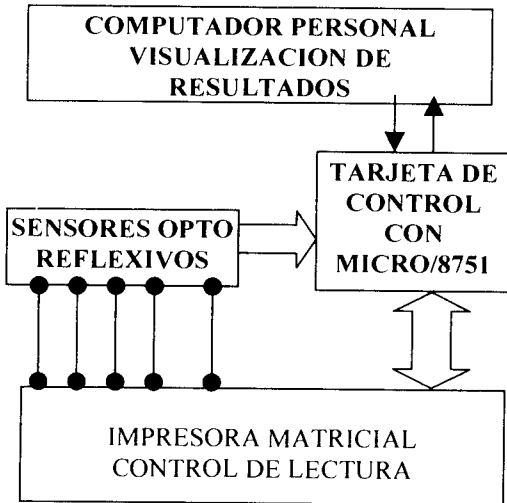 COMPUTADOR PERSONAL
VISUALIZACION DE
RESULTADOS
TARJETA DE
CONTROL
CON
MICRO/8751
SENSORES OPTO
REFLEXIVOS
IMPRESORA MATRICIAL
CONTROL DE LECTURA